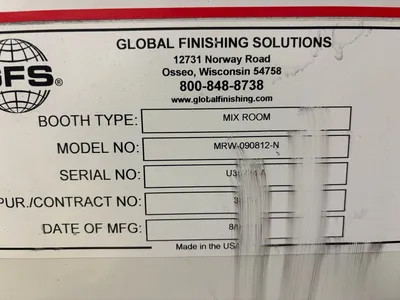 GFS®
GLOBAL FINISHING SOLUTIONS
12731 Norway Road
Osseo, Wisconsin 54758
800-848-8738
www.globalfinishing.com
BOOTH TYPE: MIX ROOM
MODEL NO: MRW-090812-N
SERIAL NO:
PUR./CONTRACT NO:
DATE OF MFG:
Made in the USA